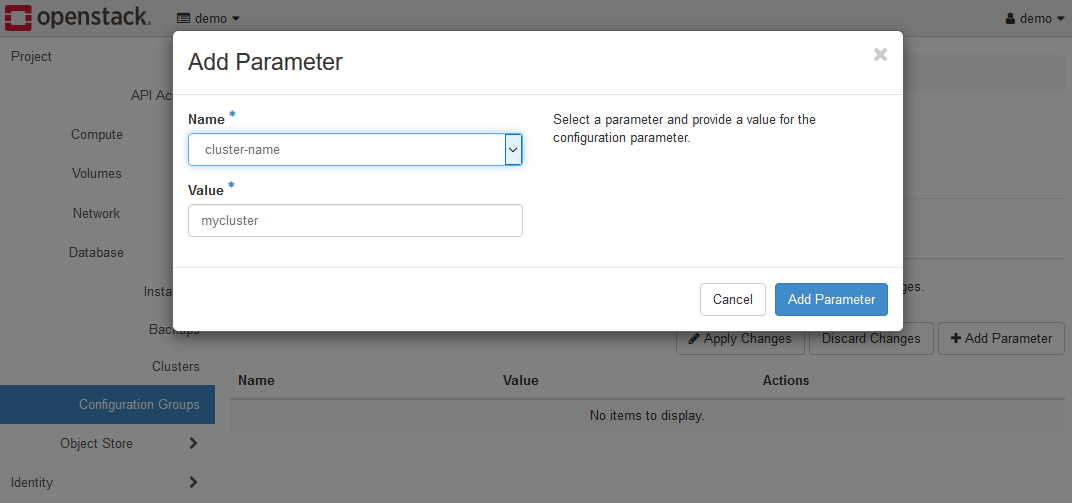 openstack.
demo
demo
Project
API Ac
Compute
Volumes
Network
Database
Insta
Backups
Clusters
Configuration Groups
Object Store
Identity
Add Parameter
Name *
cluster-name
Value *
mycluster
Select a parameter and provide a value for the
configuration parameter.
Cancel
Add Parameter
ges.
Apply Changes
Discard Changes
Add Parameter
Name Value Actions
No items to display.